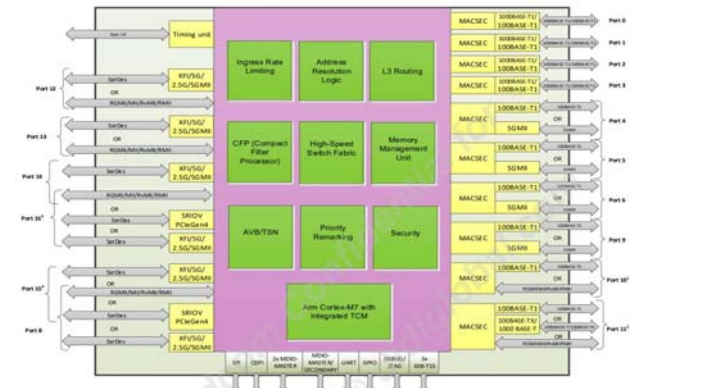 Timing unit
Port 12
SerDes
OR
RGMII/MII/RvMII/RMII
XFI/5G/
2.5G/SGMII
Port 13
SerDes
OR
RGMII/MII/RvMII/RMII
XFI/5G/
2.5G/SGMII
Port 14
SerDes
XFI/5G/
2.5G/SGMII
RGMII/MII/RvMII/RMII
OR
SerDes
OR
SerDes
SRIOV
PCIeGen4
XFI/5G/
2.5G/SGMII
SerDes
OR
RGMII/MII/RvMII/RMII
XFI/5G/
2.5G/SGMII
Port 8
OR
SerDes
OR
SerDes
SRIOV
PCIeGen4
XFI/5G/
2.5G/SGMII
Ingress Rate
Limiting
Address
Resolution
Logic
L3 Routing
CFP (Compact
Filter
Processor)
High-Speed
Switch Fabric
Memory
Management
Unit
AVB/TSN
Priority
Remarking
Security
Arm Cortex-M7 with
Integrated TCM
MACSEC
1000BASE-T1/
100BASE-T1
Port 0
MACSEC
1000BASE-T1/
100BASE-T1
Port 1
MACSEC
1000BASE-T1/
100BASE-T1
Port 2
MACSEC
1000BASE-T1/
100BASE-T1
Port 3
MACSEC
100BASE-T1
OR
SGMII
Port 4
MACSEC
100BASE-T1
OR
SGMII
Port 5
MACSEC
100BASE-T1
OR
SGMII
Port 6
MACSEC
100BASE-T1
OR
SGMII
Port 9
MACSEC
100BASE-T1
OR
MACSEC
100BASE-T1
OR
100BASE-TX/
1000 BASE-T
OR
SPI
QSPI
2x MDIO-
MASTER
MDIO-
MASTER/
SECONDARY
UART
GPIO
DEBUG/
JTAG